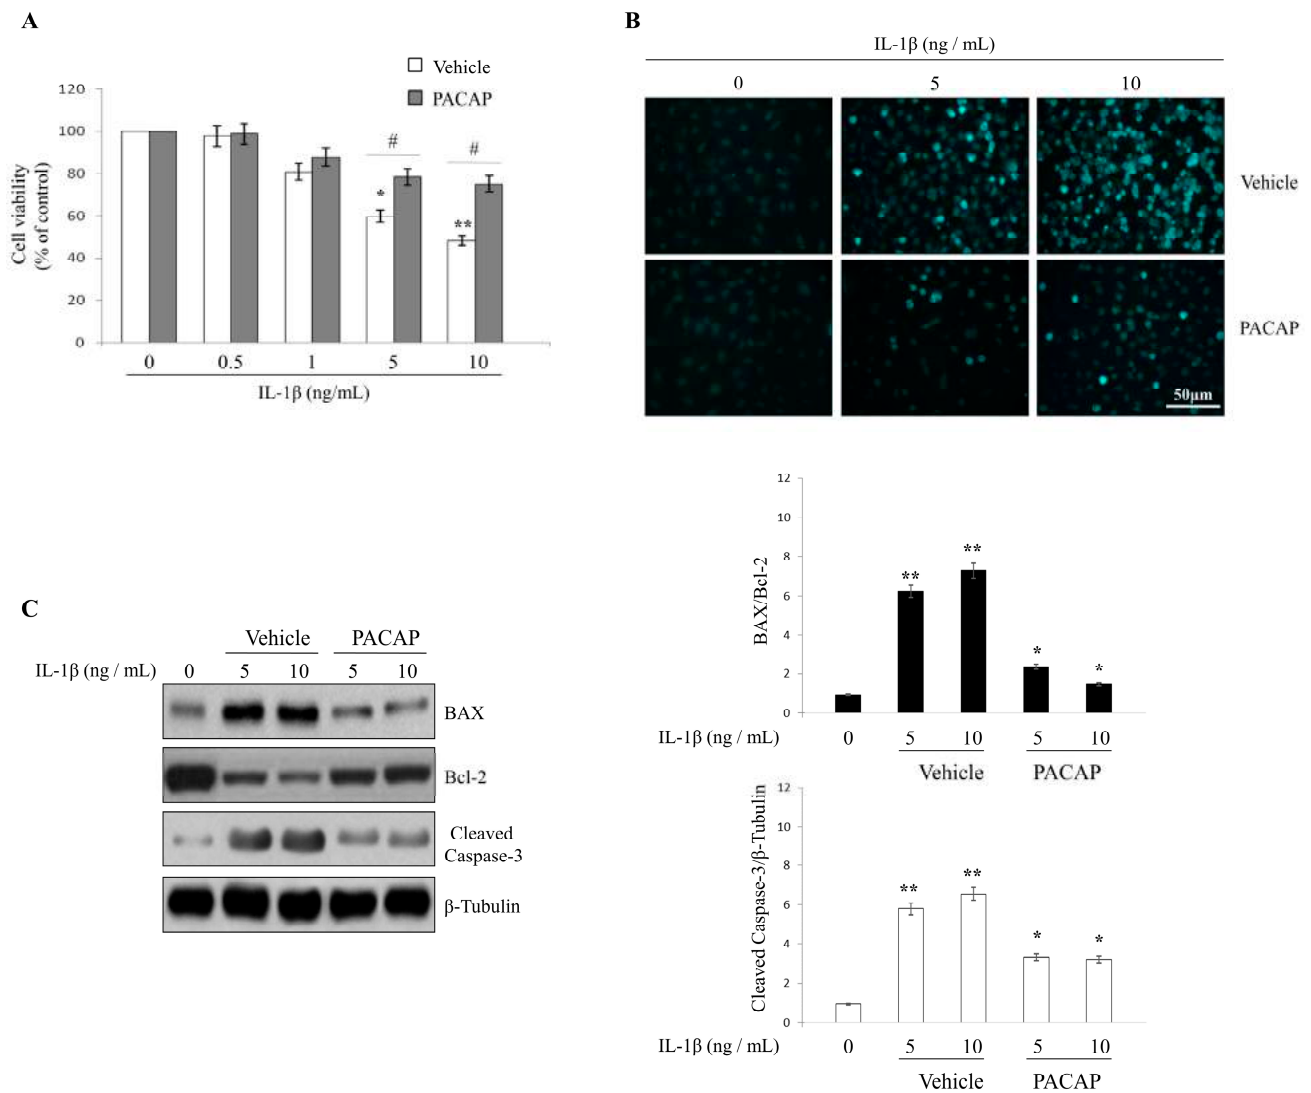 A
Vehicle
PACAP
120
100
80
60
40
20
0
Cell viability
(% of control)
#
#
*
**
0 0.5 1 5 10
IL-1β (ng/mL)
B
IL-1β (ng / mL)
0 5 10
Vehicle
PACAP
50µm
C
Vehicle PACAP
IL-1β (ng / mL) 0 5 10 5 10
BAX
Bcl-2
Cleaved
Caspase-3
β-Tubulin
12
10
8
6
4
2
0
BAX/Bcl-2
** ** * *
IL-1β (ng / mL) 0 5 10 5 10
Vehicle PACAP
12
10
8
6
4
2
0
Cleaved Caspase-3/β-Tubulin
** ** * *
IL-1β (ng / mL) 0 5 10 5 10
Vehicle PACAP